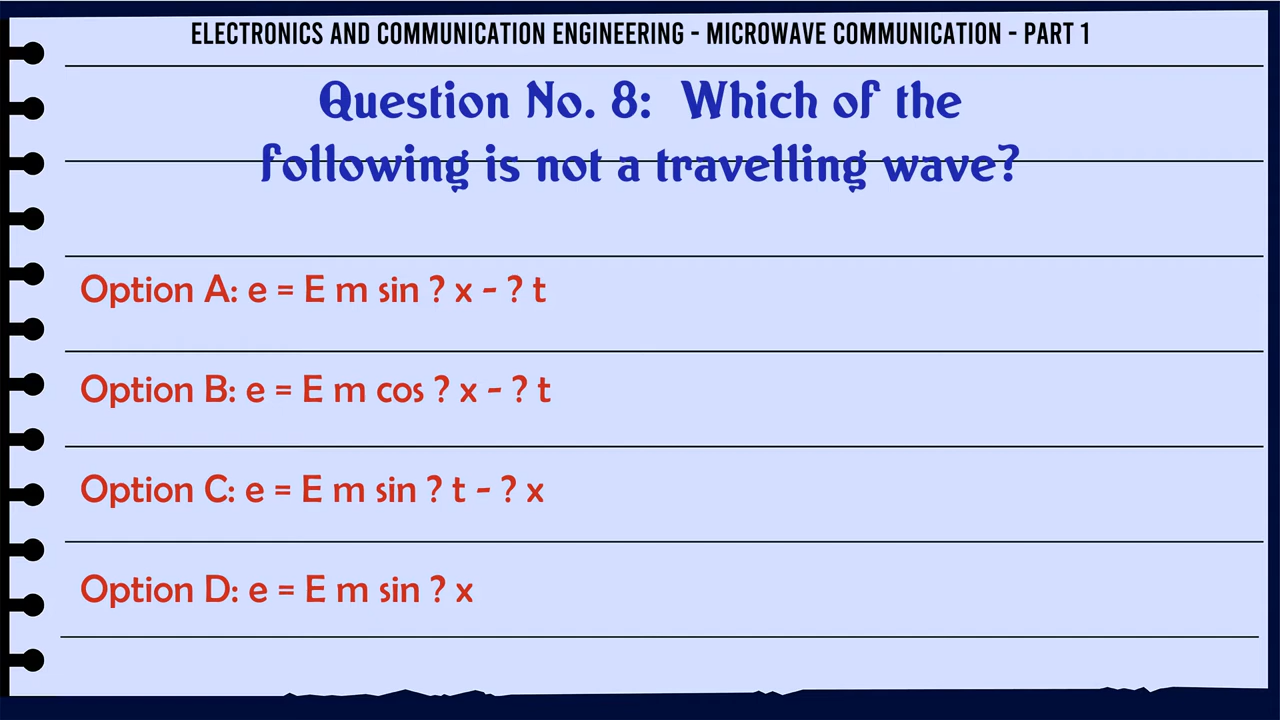 ELECTRONICS AND COMMUNICATION ENGINEERING - MICROWAVE COMMUNICATION - PART 1
Question No. 8: Which of the
following is not a travelling wave?
Option A: e = E m sin ? x - ? t
Option B: e = E m cos ? x - ? t
Option C: e = E m sin ? t - ? x
Option D: e = E m sin ? x